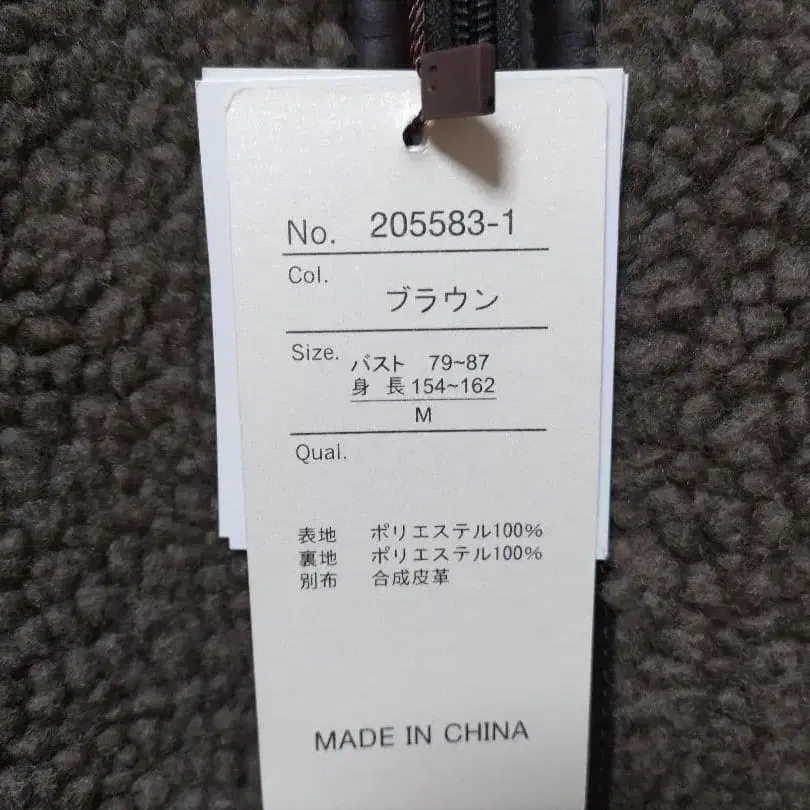 No. 205583-1
Col.
ブラウン
Size. バスト 79~87
身 長 154~162
M
Qual.
表地 ポリエステル100%
裏地 ポリエステル100%
別布 合成皮革
MADE IN CHINA